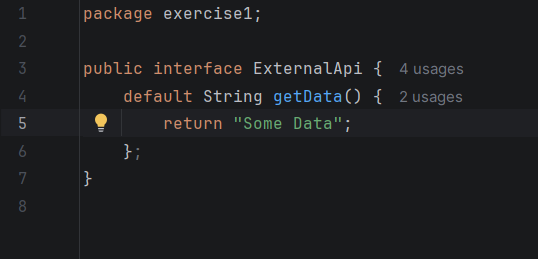 1 package exercise1;
2
3 public interface ExternalApi { 4 usages
4 default String getData() { 2 usages
5 return "Some Data";
6 };
7 }
8